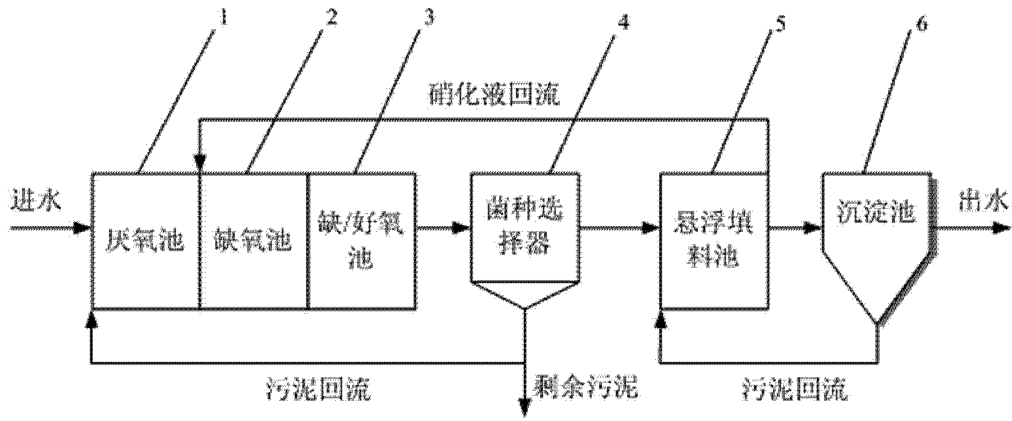 1 2 3 4 5 6
硝化液回流
进水
厌氧池
缺氧池
缺/好氧
池
菌种选
择器
悬浮填
料池
沉淀池
出水
污泥回流
剩余污泥
污泥回流